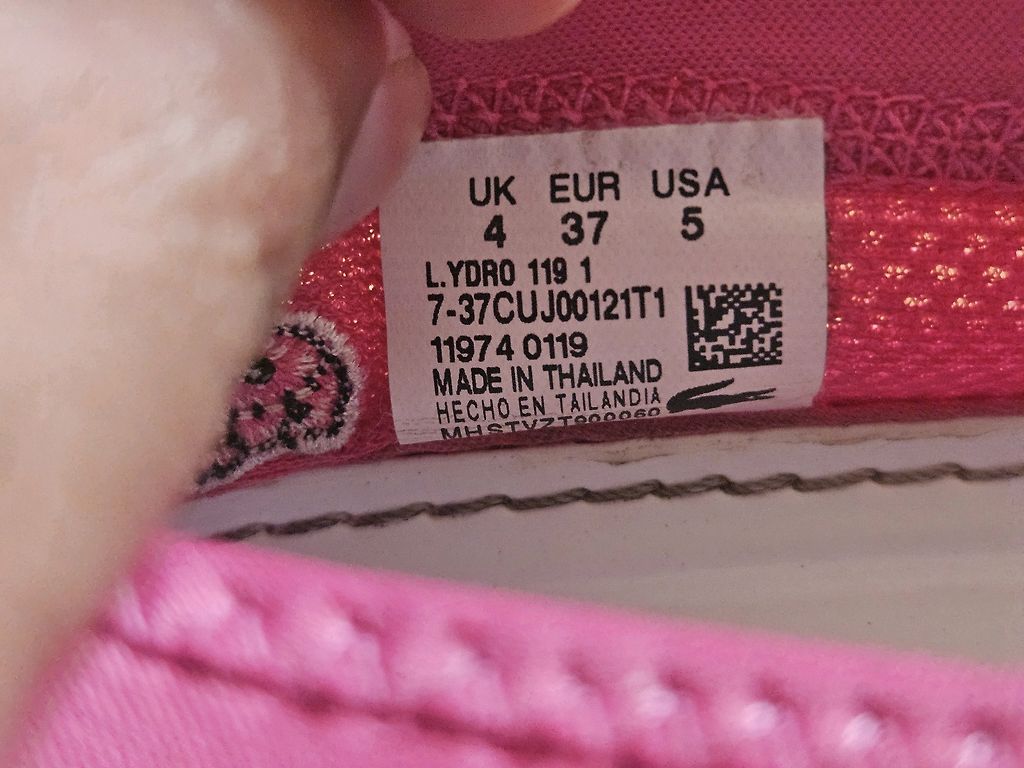 UK EUR USA
4 37 5
L.YDRO 119 1
7-37CUJ00121T1
11974 0119
MADE IN THAILAND
HECHO EN TAILANDIA
MHSTVZT900060